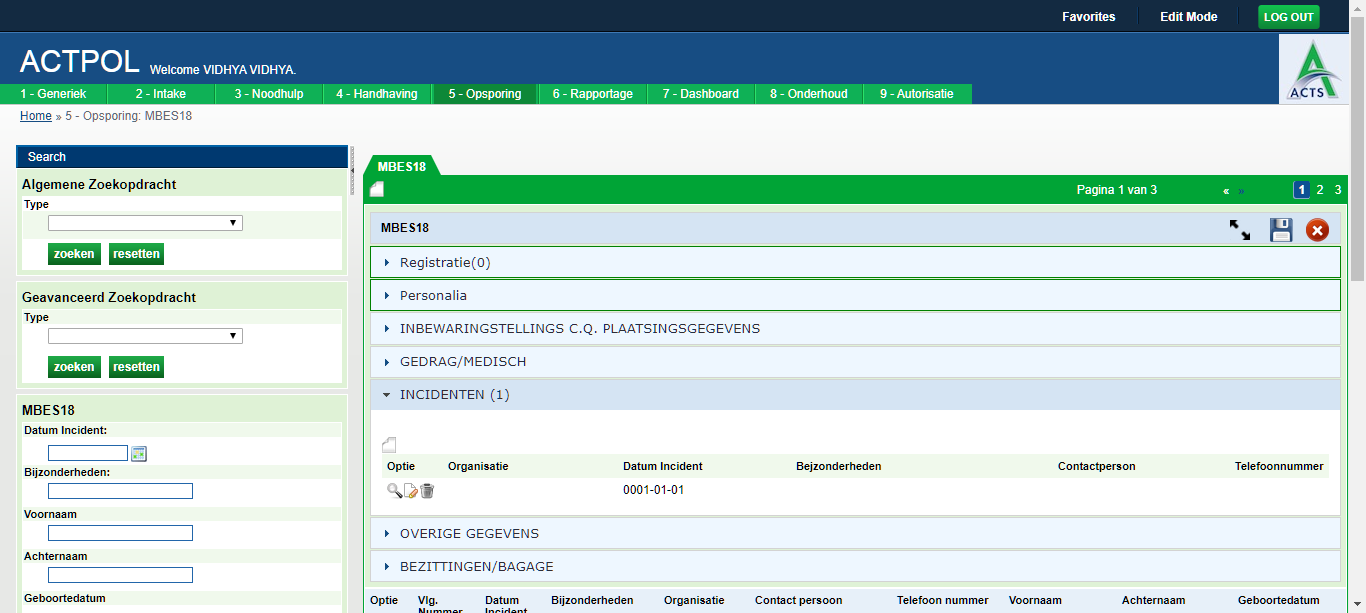 Favorites Edit Mode LOG OUT
ACTPOL Welcome VIDHYA VIDHYA.
ACTS
1 - Generiek 2 - Intake 3 - Noodhulp 4 - Handhaving 5 - Opsporing 6 - Rapportage 7 - Dashboard 8 - Onderhoud 9 - Autorisatie
Home » 5 - Opsporing: MBES18
Search
Algemene Zoekopdracht
Type
zoeken resetten
Geavanceerd Zoekopdracht
Type
zoeken resetten
MBES18
Datum Incident:
Bijzonderheden:
Voornaam
Achternaam
Geboortedatum
MBES18
Pagina 1 van 3 « » 1 2 3
MBES18
Registratie(0)
Personalia
INBEWARINGSTELLINGS C.Q. PLAATSINGSGEGEVENS
GEDRAG/MEDISCH
INCIDENTEN (1)
Optie Organisatie Datum Incident Bejzonderheden Contactperson Telefoonnummer
0001-01-01
OVERIGE GEGEVENS
BEZITTINGEN/BAGAGE
Optie Vlg. Datum Bijzonderheden Organisatie Contact persoon Telefoon nummer Voornaam Achternaam Geboortedatum
Nummer Incident